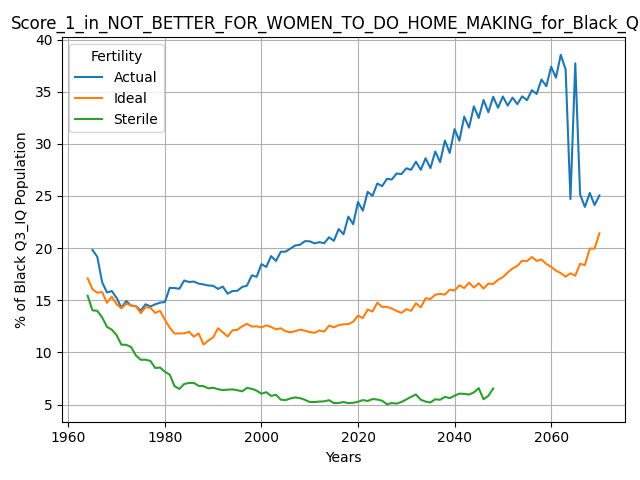 Score_1_in_NOT_BETTER_FOR_WOMEN_TO_DO_HOME_MAKING_for_Black_Q
Fertility
Actual
Ideal
Sterile
% of Black Q3_IQ Population
40
35
30
25
20
15
10
5
1960 1980 2000 2020 2040 2060
Years